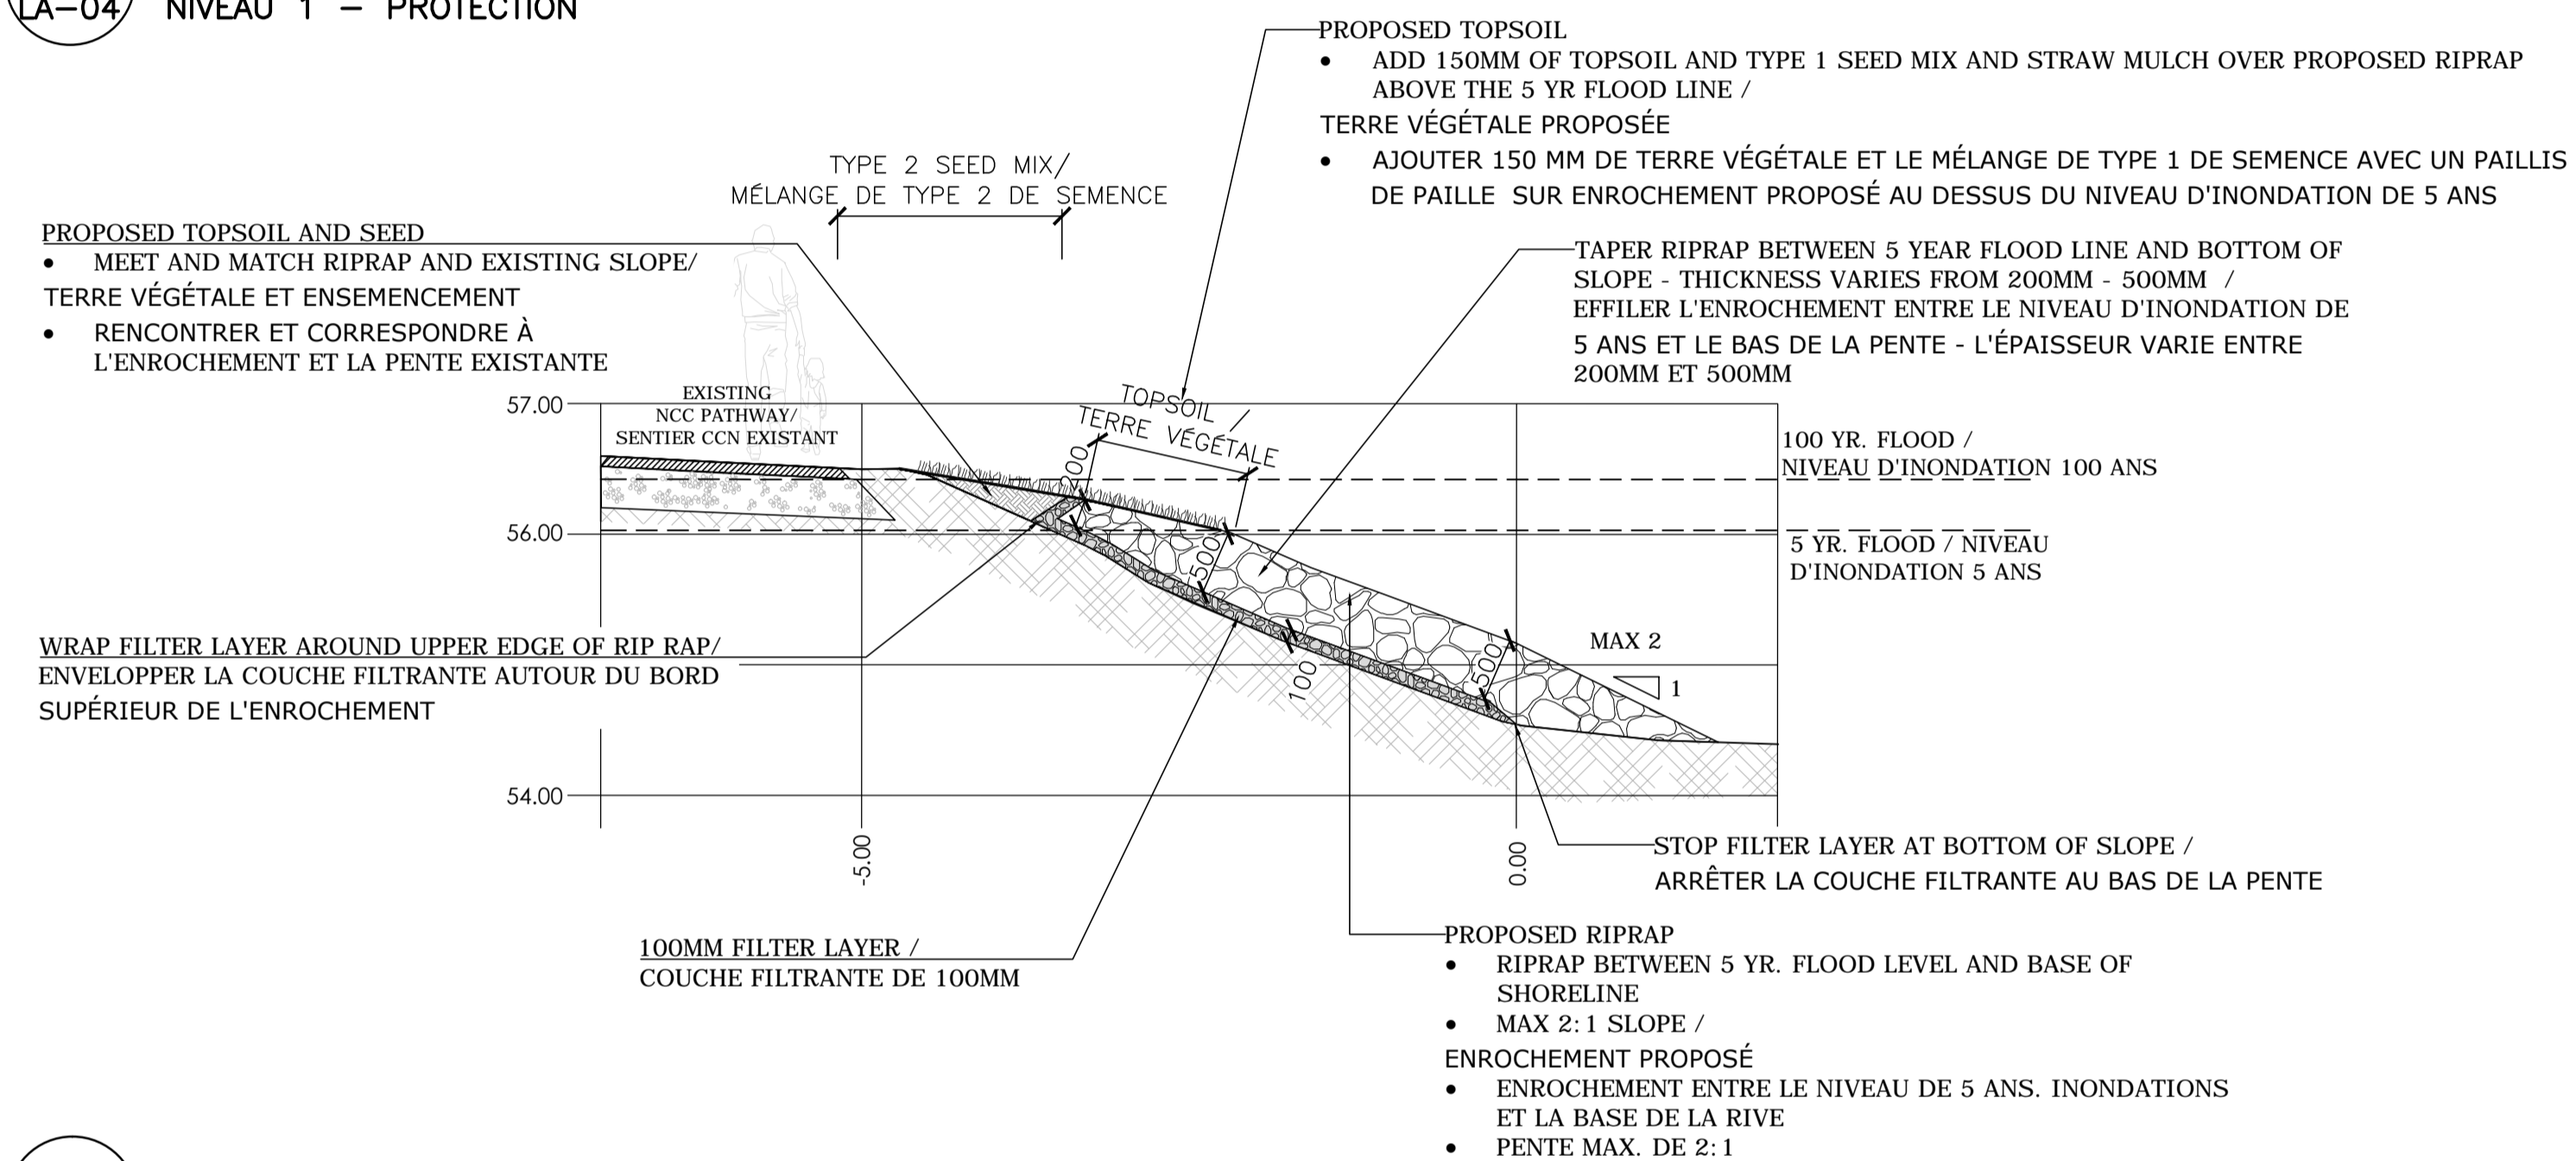 LA-04 NIVEAU 1 - PROTECTION
PROPOSED TOPSOIL
• ADD 150MM OF TOPSOIL AND TYPE 1 SEED MIX AND STRAW MULCH OVER PROPOSED RIPRAP
ABOVE THE 5 YR FLOOD LINE /
TERRE VÉGÉTALE PROPOSÉE
• AJOUTER 150 MM DE TERRE VÉGÉTALE ET LE MÉLANGE DE TYPE 1 DE SEMENCE AVEC UN PAILLIS
DE PAILLE SUR ENROCHEMENT PROPOSÉ AU DESSUS DU NIVEAU D'INONDATION DE 5 ANS
TYPE 2 SEED MIX/
MÉLANGE DE TYPE 2 DE SEMENCE
PROPOSED TOPSOIL AND SEED
• MEET AND MATCH RIPRAP AND EXISTING SLOPE/
TERRE VÉGÉTALE ET ENSEMENCEMENT
• RENCONTRER ET CORRESPONDRE À
L'ENROCHEMENT ET LA PENTE EXISTANTE
TAPER RIPRAP BETWEEN 5 YEAR FLOOD LINE AND BOTTOM OF
SLOPE - THICKNESS VARIES FROM 200MM - 500MM /
EFFILER L'ENROCHEMENT ENTRE LE NIVEAU D'INONDATION DE
5 ANS ET LE BAS DE LA PENTE - L'ÉPAISSEUR VARIE ENTRE
200MM ET 500MM
EXISTING
NCC PATHWAY/
SENTIER CCN EXISTANT
57.00
TOPSOIL /
TERRE VÉGÉTALE
200
100 YR. FLOOD /
NIVEAU D'INONDATION 100 ANS
56.00
500
5 YR. FLOOD / NIVEAU
D'INONDATION 5 ANS
WRAP FILTER LAYER AROUND UPPER EDGE OF RIP RAP/
ENVELOPPER LA COUCHE FILTRANTE AUTOUR DU BORD
SUPÉRIEUR DE L'ENROCHEMENT
100
500
MAX 2
1
54.00
-5.00
0.00
STOP FILTER LAYER AT BOTTOM OF SLOPE /
ARRÊTER LA COUCHE FILTRANTE AU BAS DE LA PENTE
100MM FILTER LAYER /
COUCHE FILTRANTE DE 100MM
PROPOSED RIPRAP
• RIPRAP BETWEEN 5 YR. FLOOD LEVEL AND BASE OF
SHORELINE
• MAX 2:1 SLOPE /
ENROCHEMENT PROPOSÉ
• ENROCHEMENT ENTRE LE NIVEAU DE 5 ANS. INONDATIONS
ET LA BASE DE LA RIVE
• PENTE MAX. DE 2:1